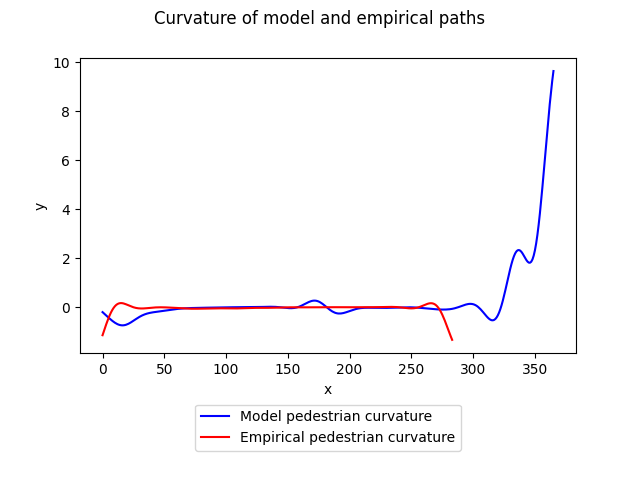 Curvature of model and empirical paths
10
8
6
4
2
0
y
0 50 100 150 200 250 300 350
x
Model pedestrian curvature
Empirical pedestrian curvature